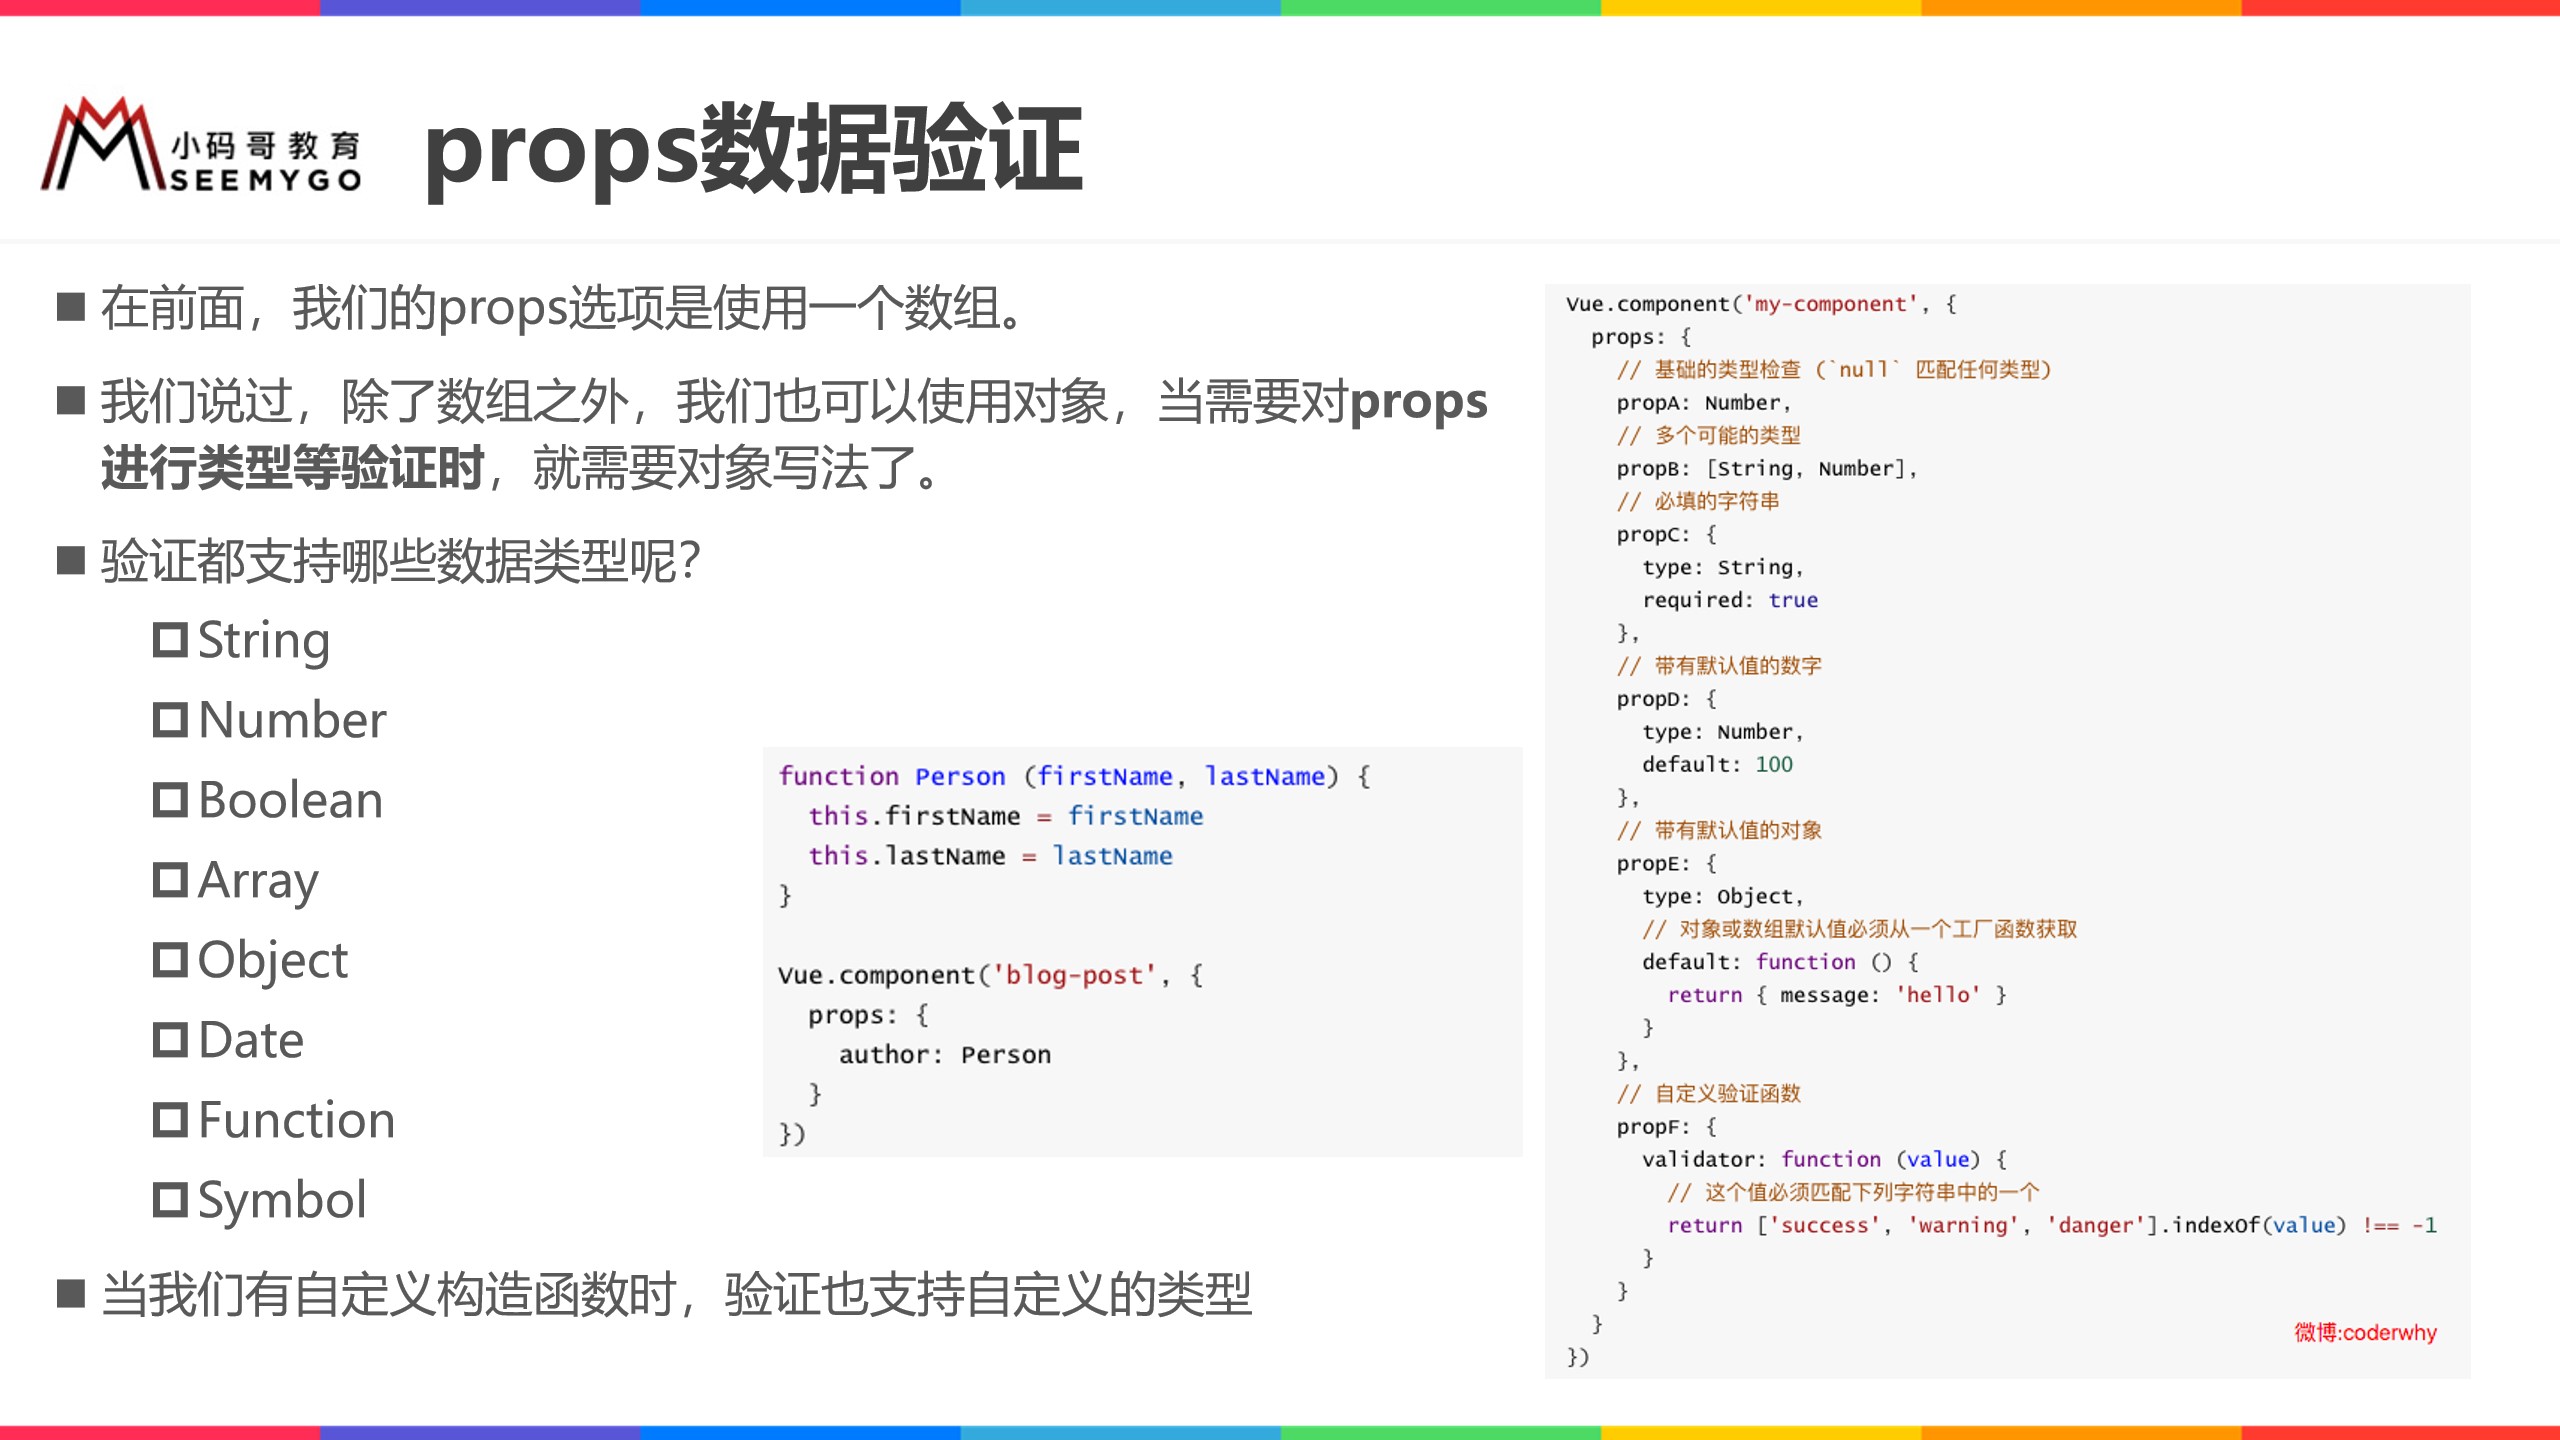 小码哥教育
SEEMYGO
props数据验证
在前面，我们的props选项是使用一个数组。
我们说过，除了数组之外，我们也可以使用对象，当需要对props
进行类型等验证时，就需要对象写法了。
验证都支持哪些数据类型呢？
String
Number
Boolean
Array
Object
Date
Function
Symbol
当我们有自定义构造函数时，验证也支持自定义的类型
function Person (firstName, lastName) {
  this.firstName = firstName
  this.lastName = lastName
}
Vue.component('blog-post', {
  props: {
    author: Person
  }
})
Vue.component('my-component', {
  props: {
    // 基础的类型检查 (`null` 匹配任何类型)
    propA: Number,
    // 多个可能的类型
    propB: [String, Number],
    // 必填的字符串
    propC: {
      type: String,
      required: true
    },
    // 带有默认值的数字
    propD: {
      type: Number,
      default: 100
    },
    // 带有默认值的对象
    propE: {
      type: Object,
      // 对象或数组默认值必须从一个工厂函数获取
      default: function () {
        return { message: 'hello' }
      }
    },
    // 自定义验证函数
    propF: {
      validator: function (value) {
        // 这个值必须匹配下列字符串中的一个
        return ['success', 'warning', 'danger'].indexOf(value) !== -1
      }
    }
  }
})
微博:coderwhy